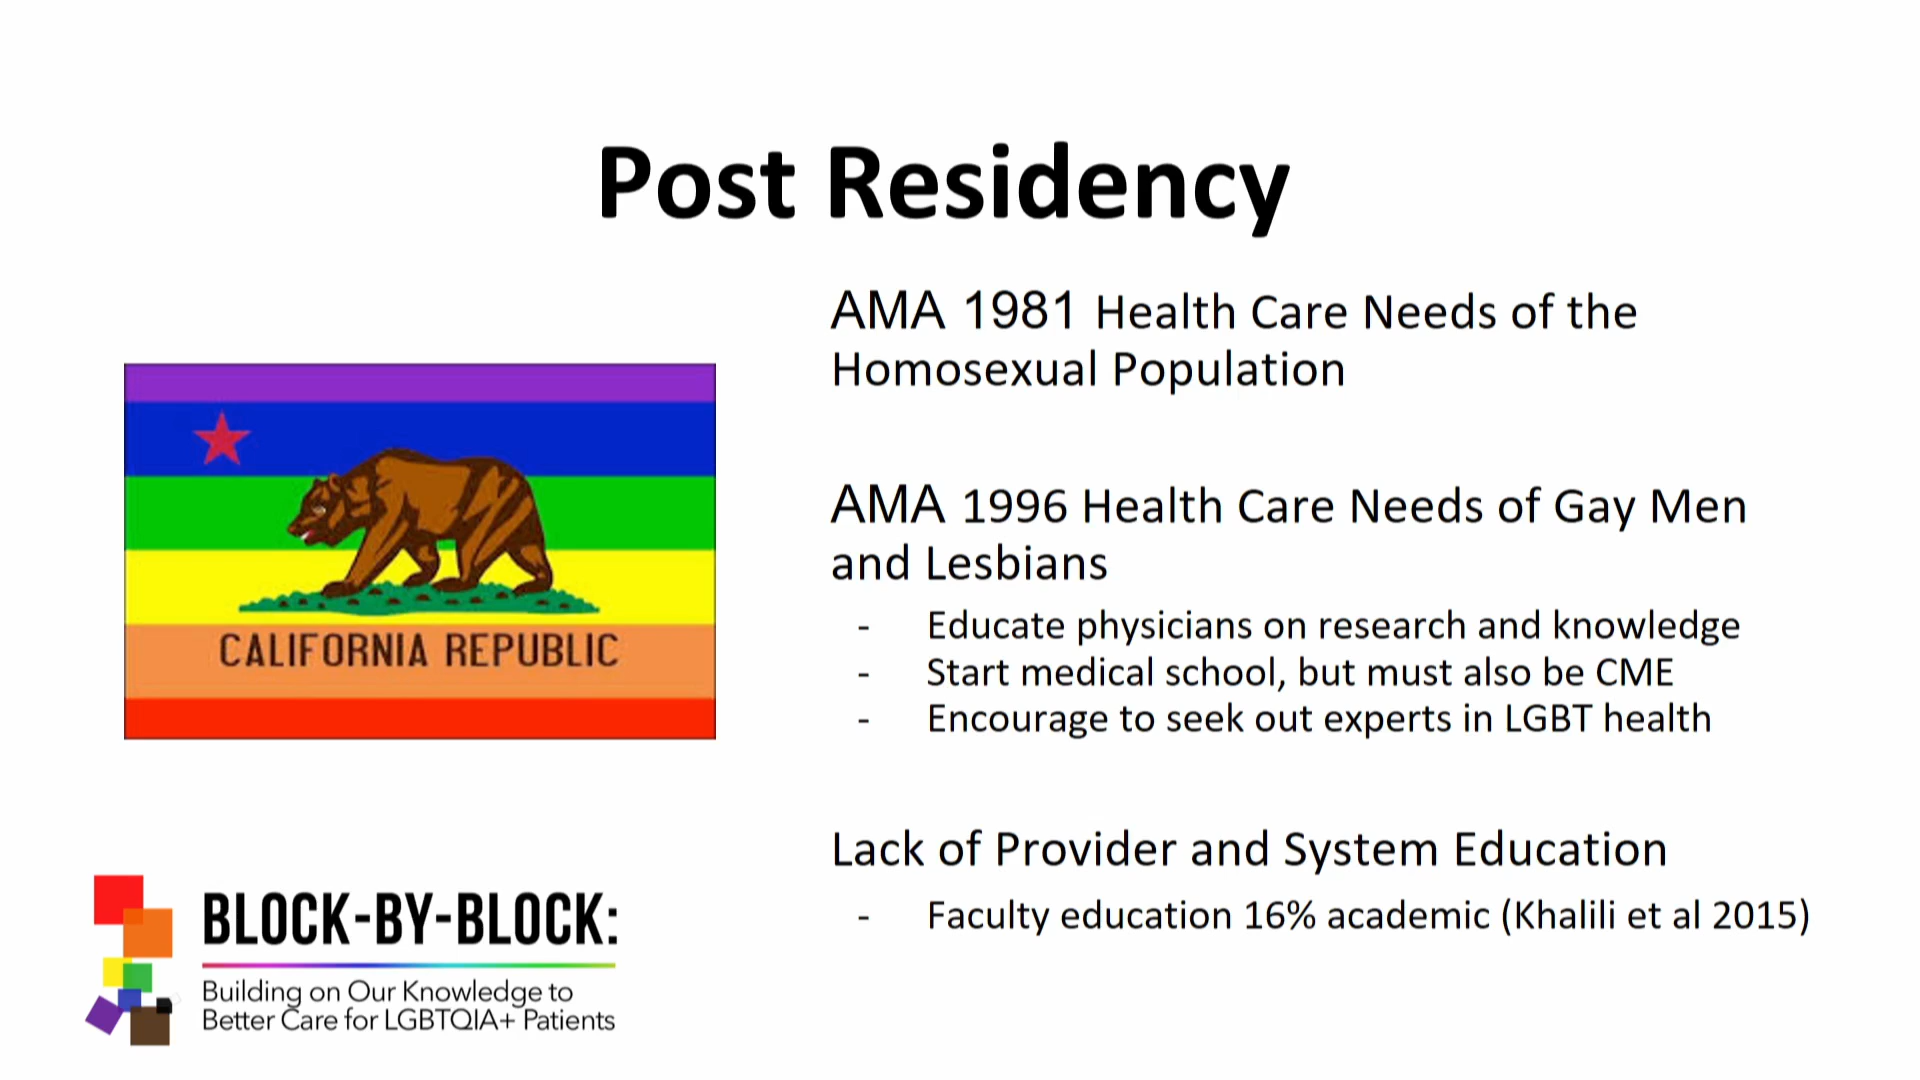 Post Residency
AMA 1981 Health Care Needs of the
Homosexual Population
AMA 1996 Health Care Needs of Gay Men
and Lesbians
- Educate physicians on research and knowledge
- Start medical school, but must also be CME
- Encourage to seek out experts in LGBT health
Lack of Provider and System Education
- Faculty education 16% academic (Khalili et al 2015)
CALIFORNIA REPUBLIC
BLOCK-BY-BLOCK:
Building on Our Knowledge to
Better Care for LGBTQIA+ Patients